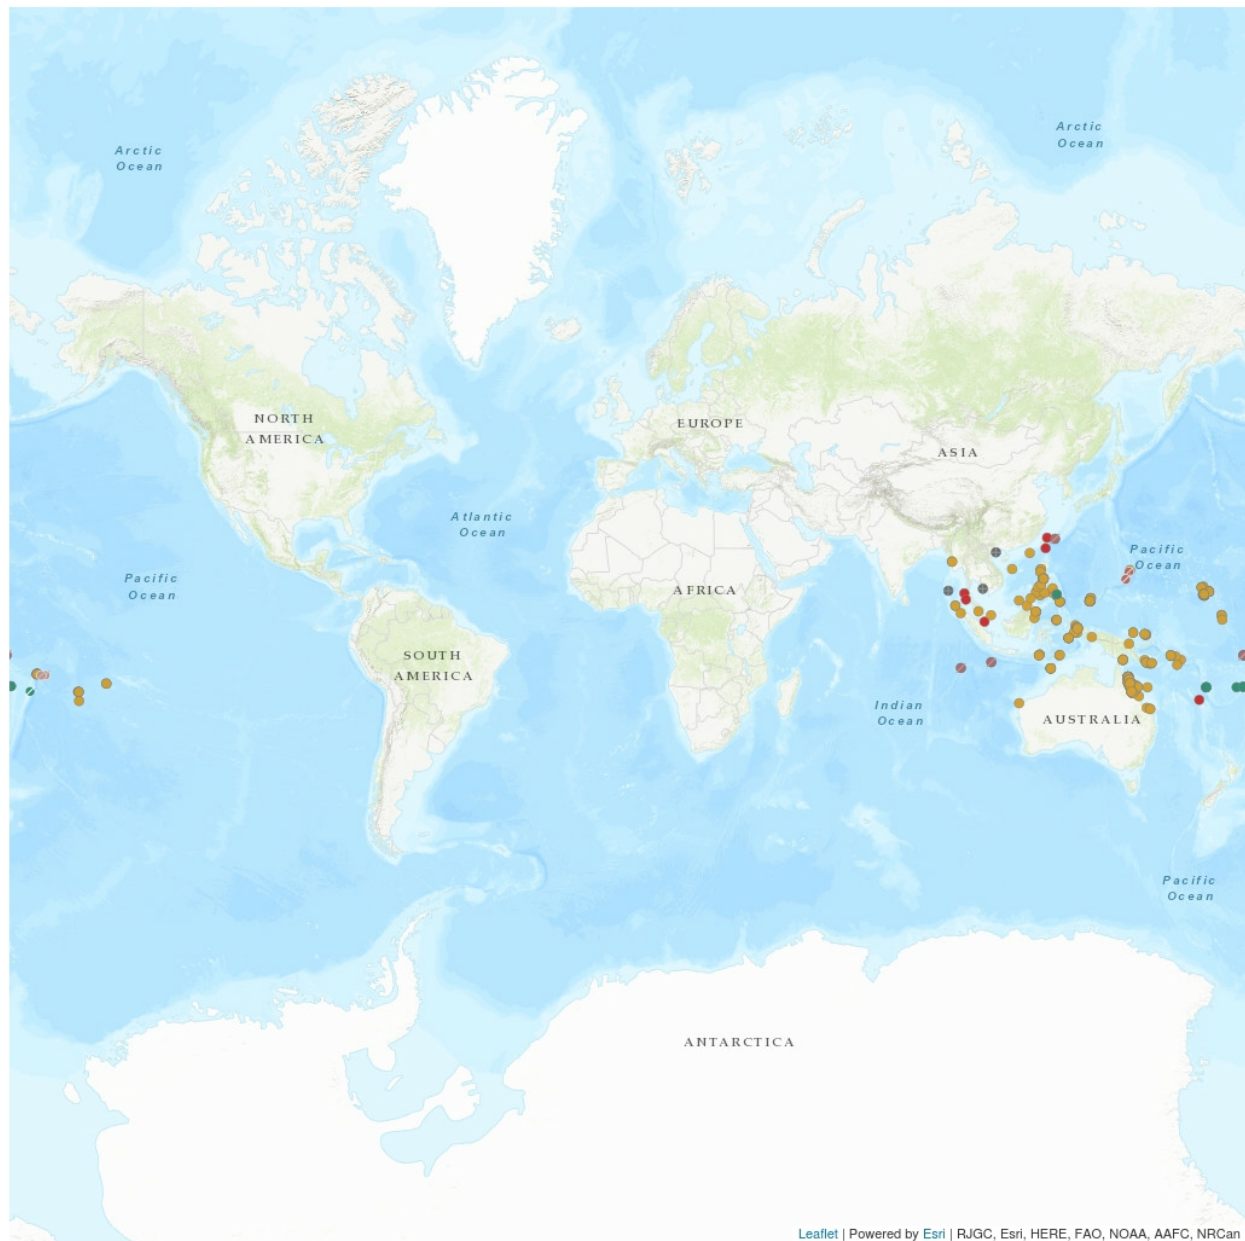 Arctic
Ocean
Arctic
Ocean
NORTH
AMERICA
EUROPE
ASIA
Atlantic
Ocean
Pacific
Ocean
Pacific
Ocean
AFRICA
SOUTH
AMERICA
Indian
Ocean
AUSTRALIA
Pacific
Ocean
ANTARCTICA
Leaflet | Powered by Esri | RJGC, Esri, HERE, FAO, NOAA, AAFC, NRCan